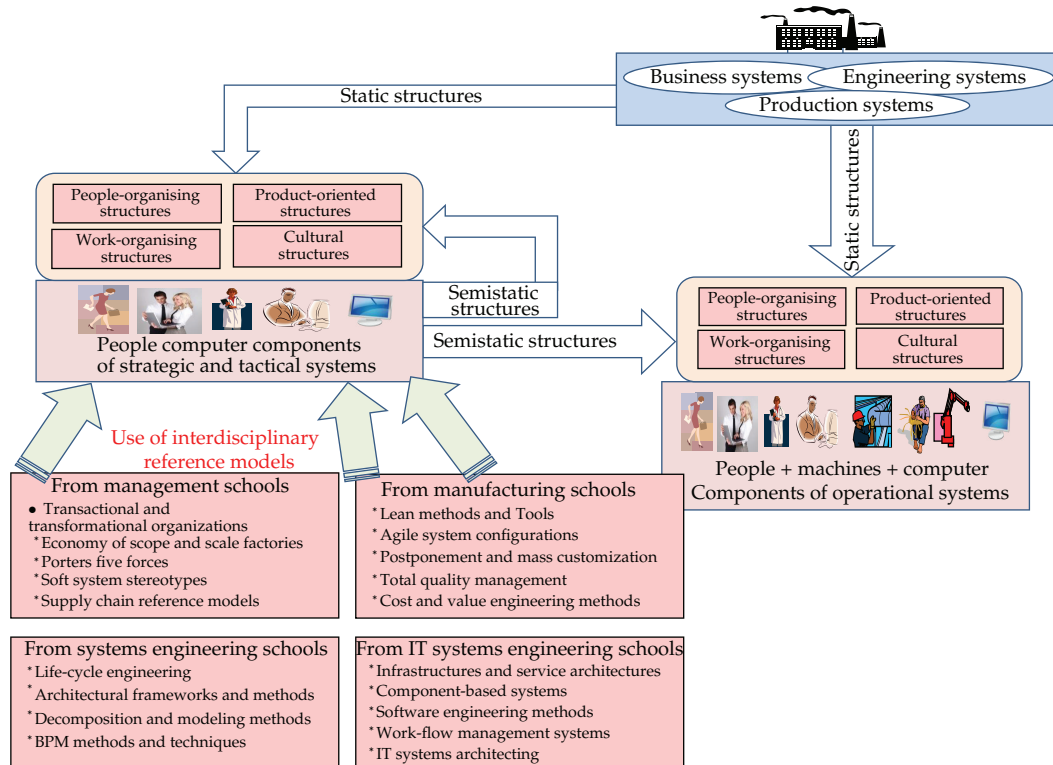 Business systems
Engineering systems
Production systems
Static structures
Static structures
People-organising
structures
Product-oriented
structures
Work-organising
structures
Cultural
structures
Semistatic
structures
Semistatic structures
People computer components
of strategic and tactical systems
People-organising
structures
Product-oriented
structures
Work-organising
structures
Cultural
structures
People + machines + computer
Components of operational systems
Use of interdisciplinary
reference models
From management schools
• Transactional and
transformational organizations
* Economy of scope and scale factories
* Porters five forces
* Soft system stereotypes
* Supply chain reference models
From manufacturing schools
* Lean methods and Tools
* Agile system configurations
* Postponement and mass customization
* Total quality management
* Cost and value engineering methods
From systems engineering schools
* Life-cycle engineering
* Architectural frameworks and methods
* Decomposition and modeling methods
* BPM methods and techniques
From IT systems engineering schools
* Infrastructures and service architectures
* Component-based systems
* Software engineering methods
* Work-flow management systems
* IT systems architecting